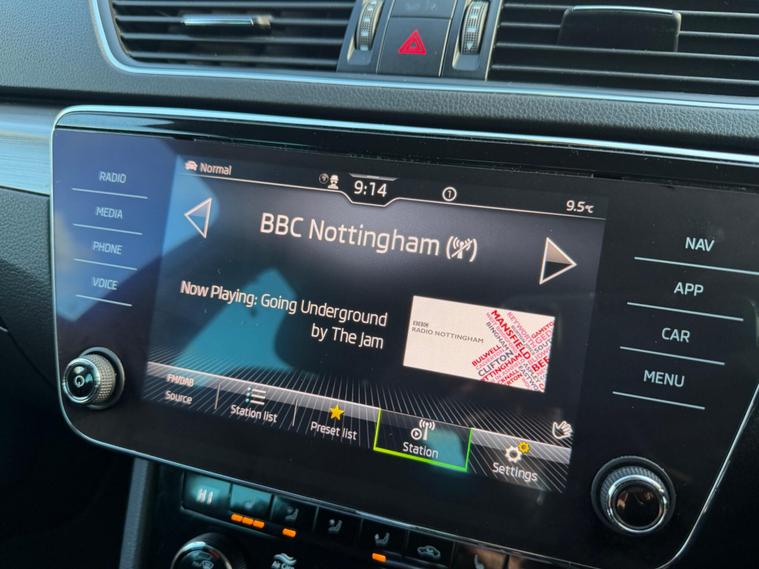 Normal
9:14
1
9.5°C
RADIO
MEDIA
PHONE
VOICE
BBC Nottingham
Now Playing: Going Underground
by The Jam
BBC
RADIO NOTTINGHAM
MANSFIELD
BULWELL
CLIFTON
FM/DAB
Source
Station list
Preset list
Station
Settings
NAV
APP
CAR
MENU